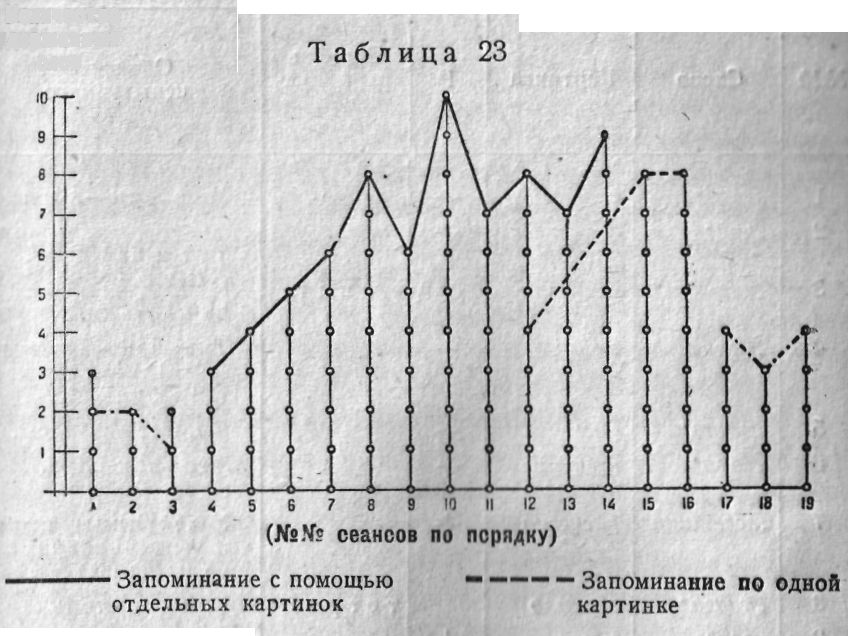 Таблица 23
10
9
8
7
6
5
4
3
2
1
1 2 3 4 5 6 7 8 9 10 11 12 13 14 15 16 17 18 19
(№№ сеансов по порядку)
Запоминание с помощью
отдельных картинок
Запоминание по одной
картинке